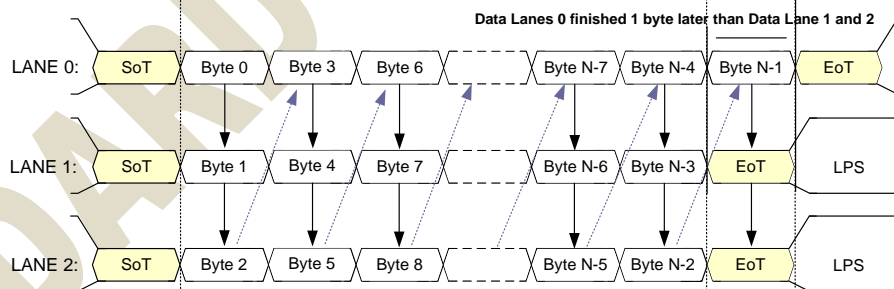 Data Lanes 0 finished 1 byte later than Data Lane 1 and 2
LANE 0: SoT Byte 0 Byte 3 Byte 6 Byte N-7 Byte N-4 Byte N-1 EoT
LANE 1: SoT Byte 1 Byte 4 Byte 7 Byte N-6 Byte N-3 EoT LPS
LANE 2: SoT Byte 2 Byte 5 Byte 8 Byte N-5 Byte N-2 EoT LPS